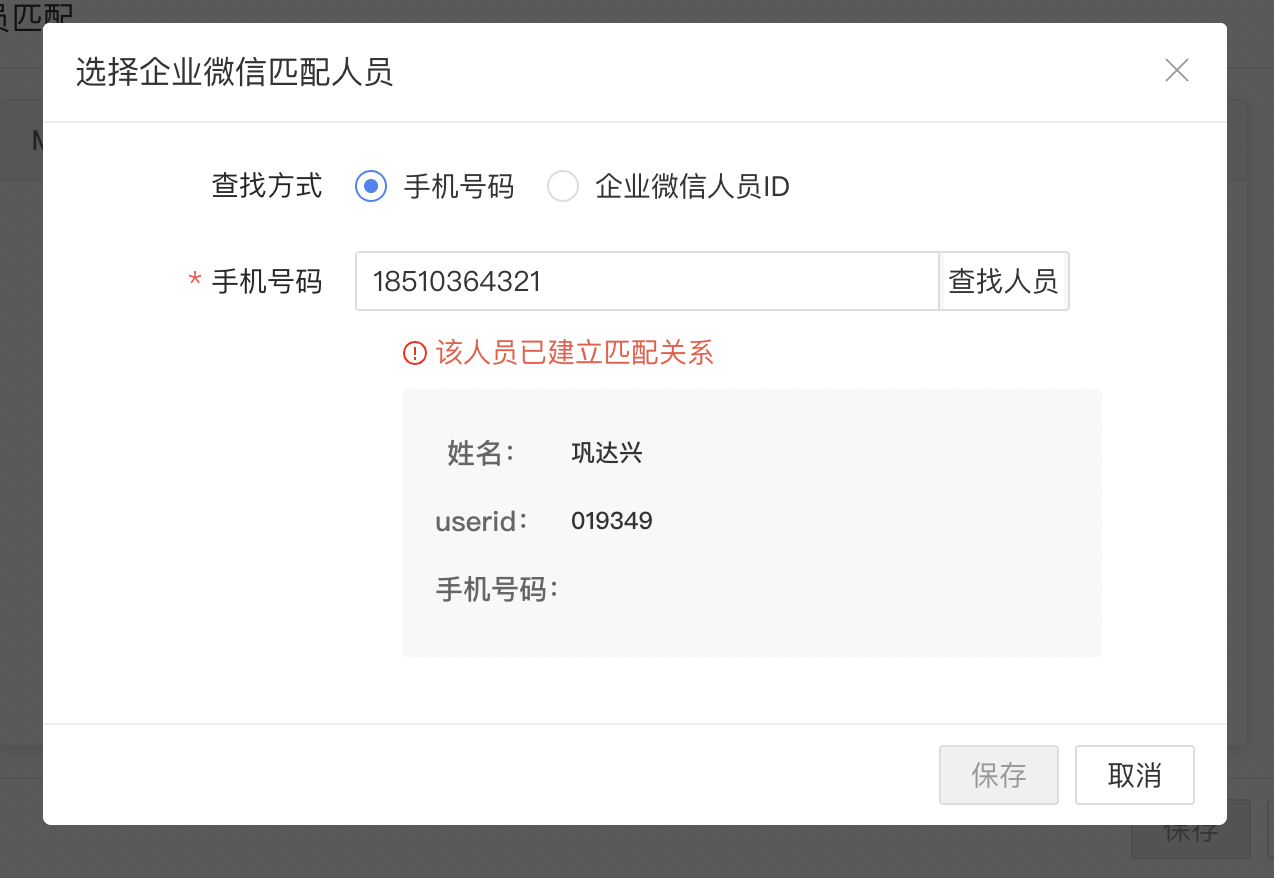 员匹配
选择企业微信匹配人员
查找方式 手机号码 企业微信人员ID
* 手机号码 18510364321 查找人员
该人员已建立匹配关系
姓名: 巩达兴
userid: 019349
手机号码:
保存 取消
保存